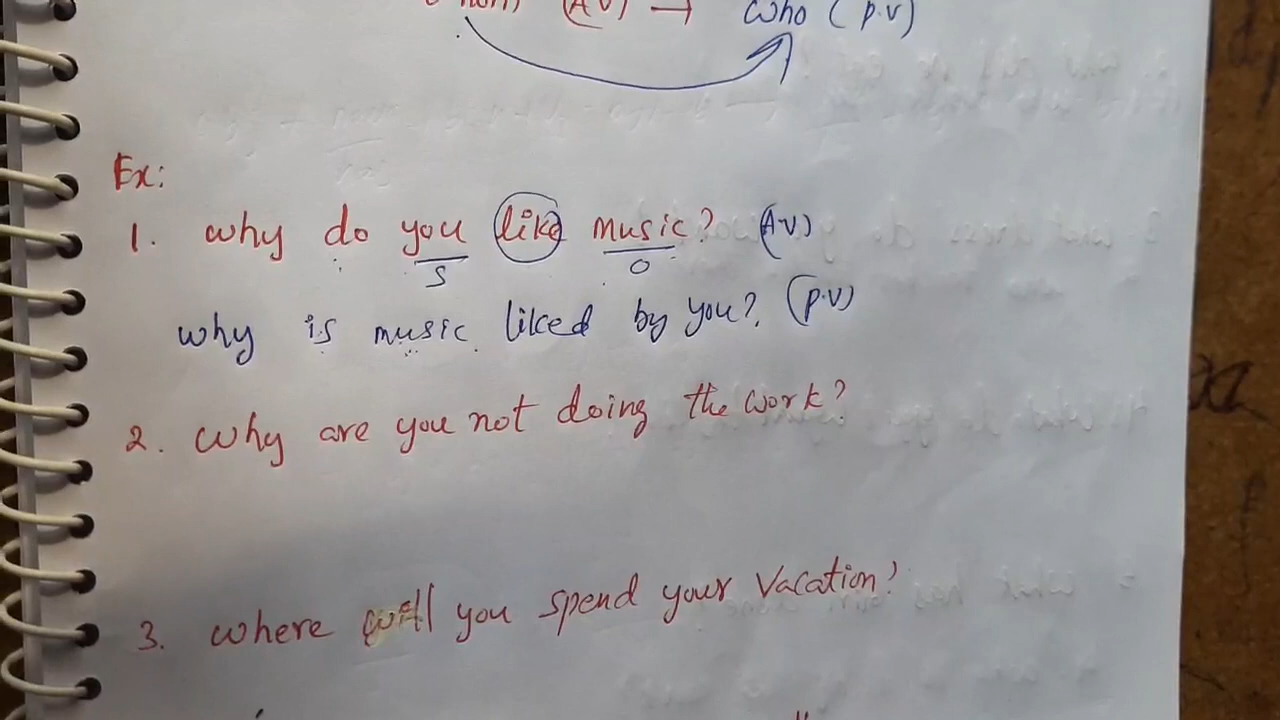 (A.V) → Who (P.V)
Ex:
1. why do you like music? (A.V)
S O
why is music liked by you? (P.V)
2. Why are you not doing the work?
3. where will you spend your vacation?